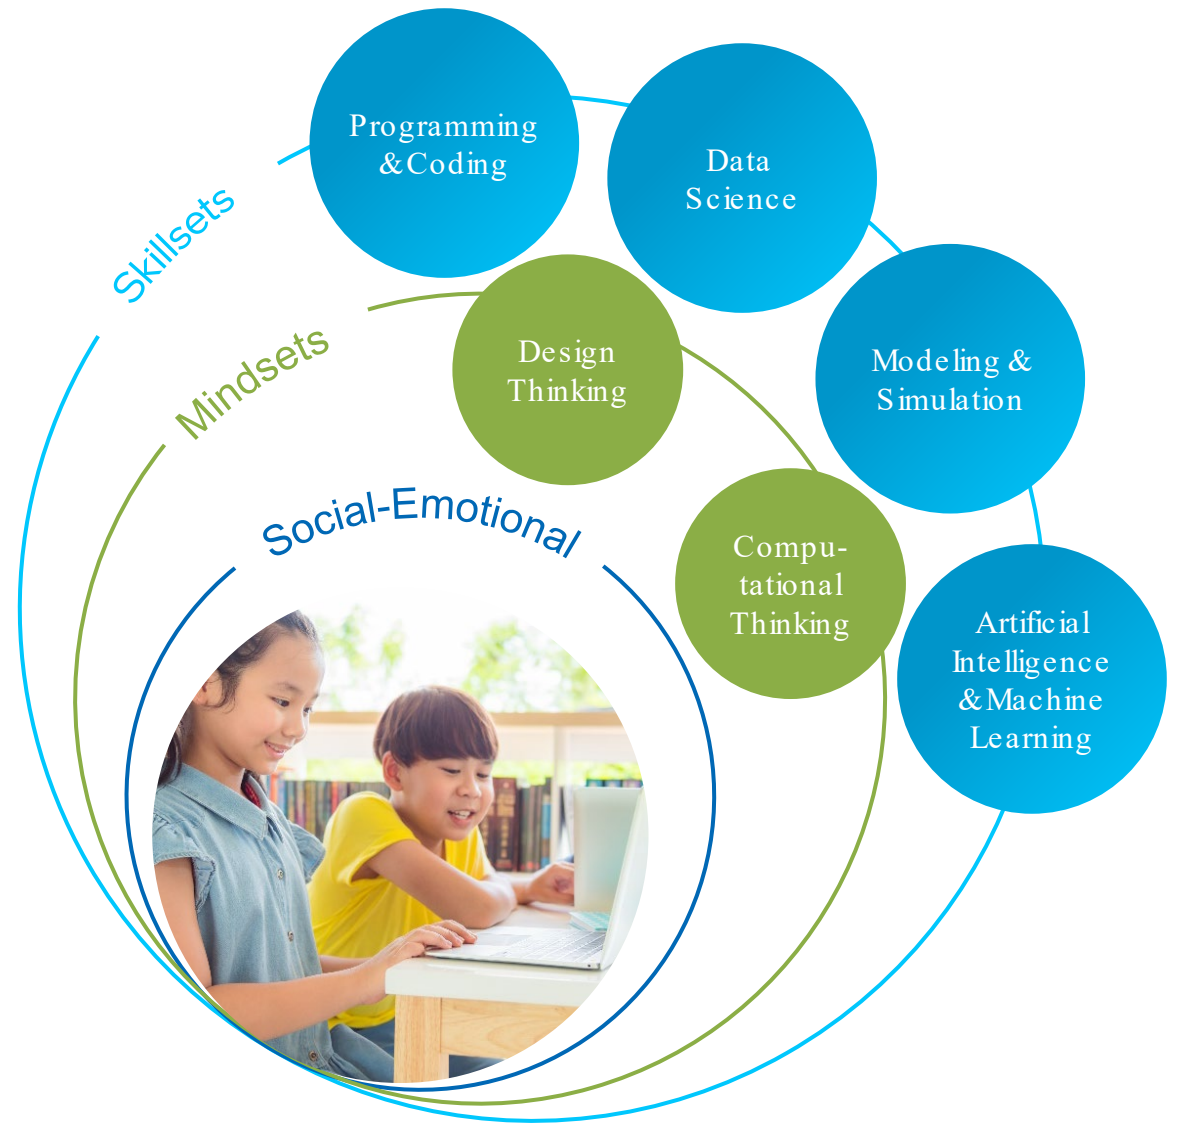 Programming
& Coding
Data
Science
Modeling &
Simulation
Artificial
Intelligence
& Machine
Learning
Skillsets
Mindsets
Design
Thinking
Compu-
tational
Thinking
Social-Emotional